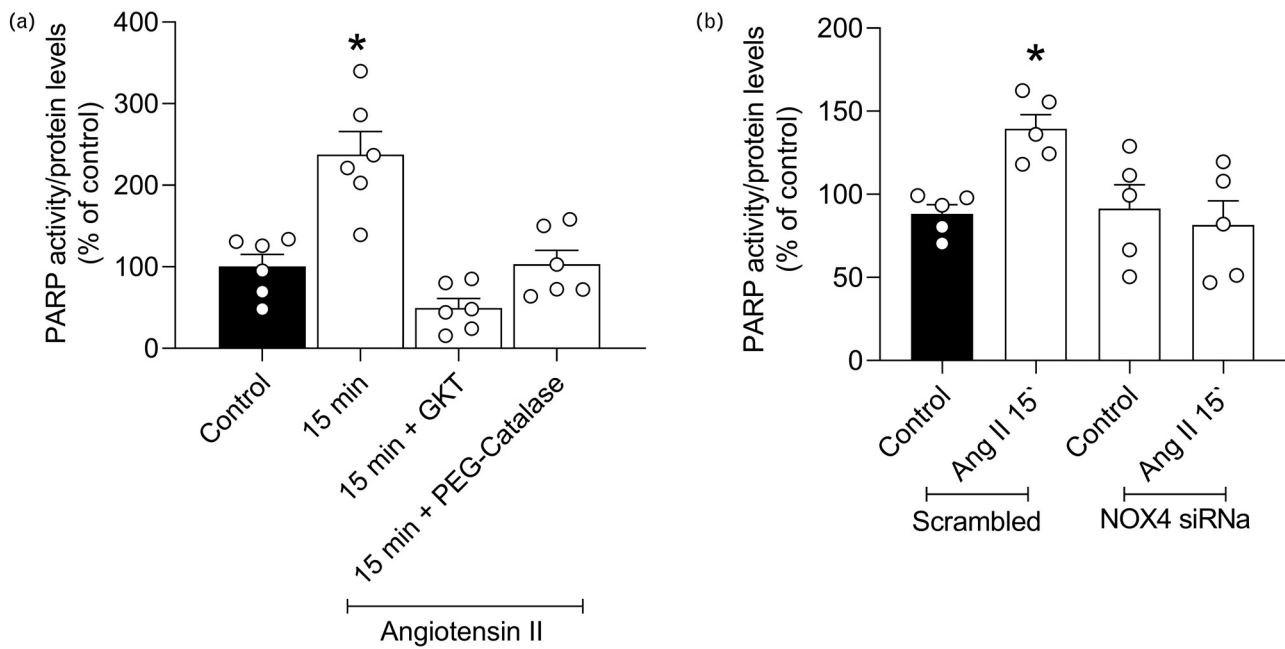 (a)
PARP activity/protein levels
(% of control)
400
300
200
100
0
*
Control
15 min
15 min + GKT
15 min + PEG-Catalase
Angiotensin II
(b)
PARP activity/protein levels
(% of control)
200
150
100
50
0
*
Control
Ang II 15`
Control
Ang II 15`
Scrambled
NOX4 siRNa